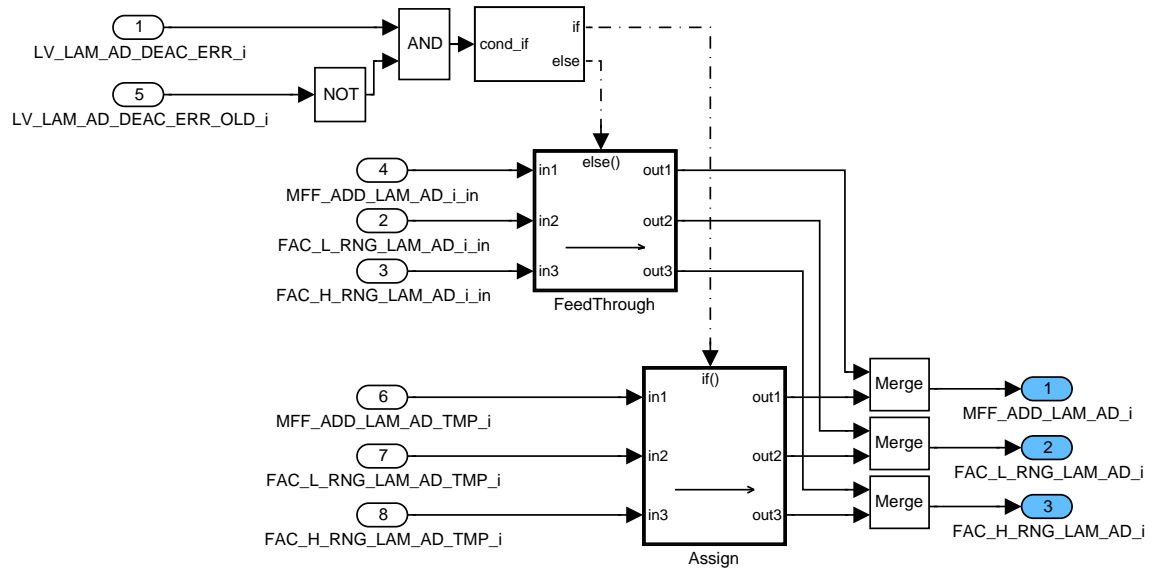 1
LV_LAM_AD_DEAC_ERR_i
5
LV_LAM_AD_DEAC_ERR_OLD_i
NOT
AND
cond_if
if
else
4
MFF_ADD_LAM_AD_i_in
2
FAC_L_RNG_LAM_AD_i_in
3
FAC_H_RNG_LAM_AD_i_in
else()
in1
out1
in2
out2
in3
out3
FeedThrough
6
MFF_ADD_LAM_AD_TMP_i
7
FAC_L_RNG_LAM_AD_TMP_i
8
FAC_H_RNG_LAM_AD_TMP_i
if()
in1
out1
in2
out2
in3
out3
Assign
Merge
Merge
Merge
1
MFF_ADD_LAM_AD_i
2
FAC_L_RNG_LAM_AD_i
3
FAC_H_RNG_LAM_AD_i